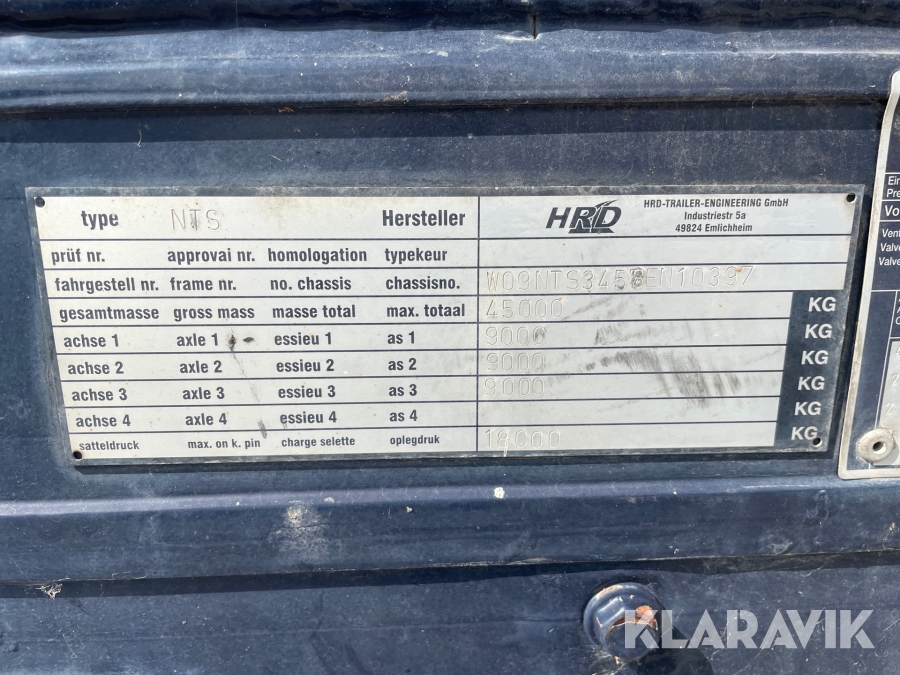 type NTS Hersteller HRD HRD-TRAILER-ENGINEERING GmbH
Industriestr 5a
49824 Emlichheim
prüf nr. approvai nr. homologation typekeur
fahrgestell nr. frame nr. no. chassis chassisno.
gesamtmasse gross mass masse total max. totaal 45000 KG
achse 1 axle 1 essieu 1 as 1 9000 KG
achse 2 axle 2 essieu 2 as 2 9000 KG
achse 3 axle 3 essieu 3 as 3 9000 KG
achse 4 axle 4 essieu 4 as 4 KG
satteldruck max. on k. pin charge selette oplegdruk 18000 KG
KLARAVIK